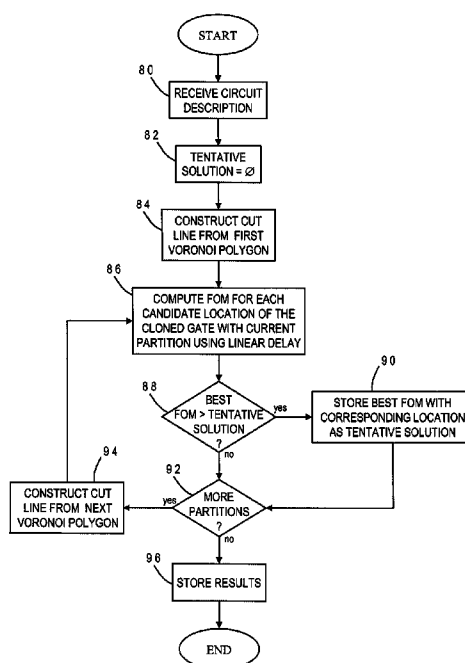 START
80
RECEIVE CIRCUIT
DESCRIPTION
82
TENTATIVE
SOLUTION = Ø
84
CONSTRUCT CUT
LINE FROM FIRST
VORONOI POLYGON
86
COMPUTE FOM FOR EACH
CANDIDATE LOCATION OF THE
CLONED GATE WITH CURRENT
PARTITION USING LINEAR DELAY
88
BEST
FOM > TENTATIVE
SOLUTION
?
yes
no
90
STORE BEST FOM WITH
CORRESPONDING LOCATION
AS TENTATIVE SOLUTION
92
MORE
PARTITIONS
?
yes
no
94
CONSTRUCT CUT
LINE FROM NEXT
VORONOI POLYGON
96
STORE RESULTS
END